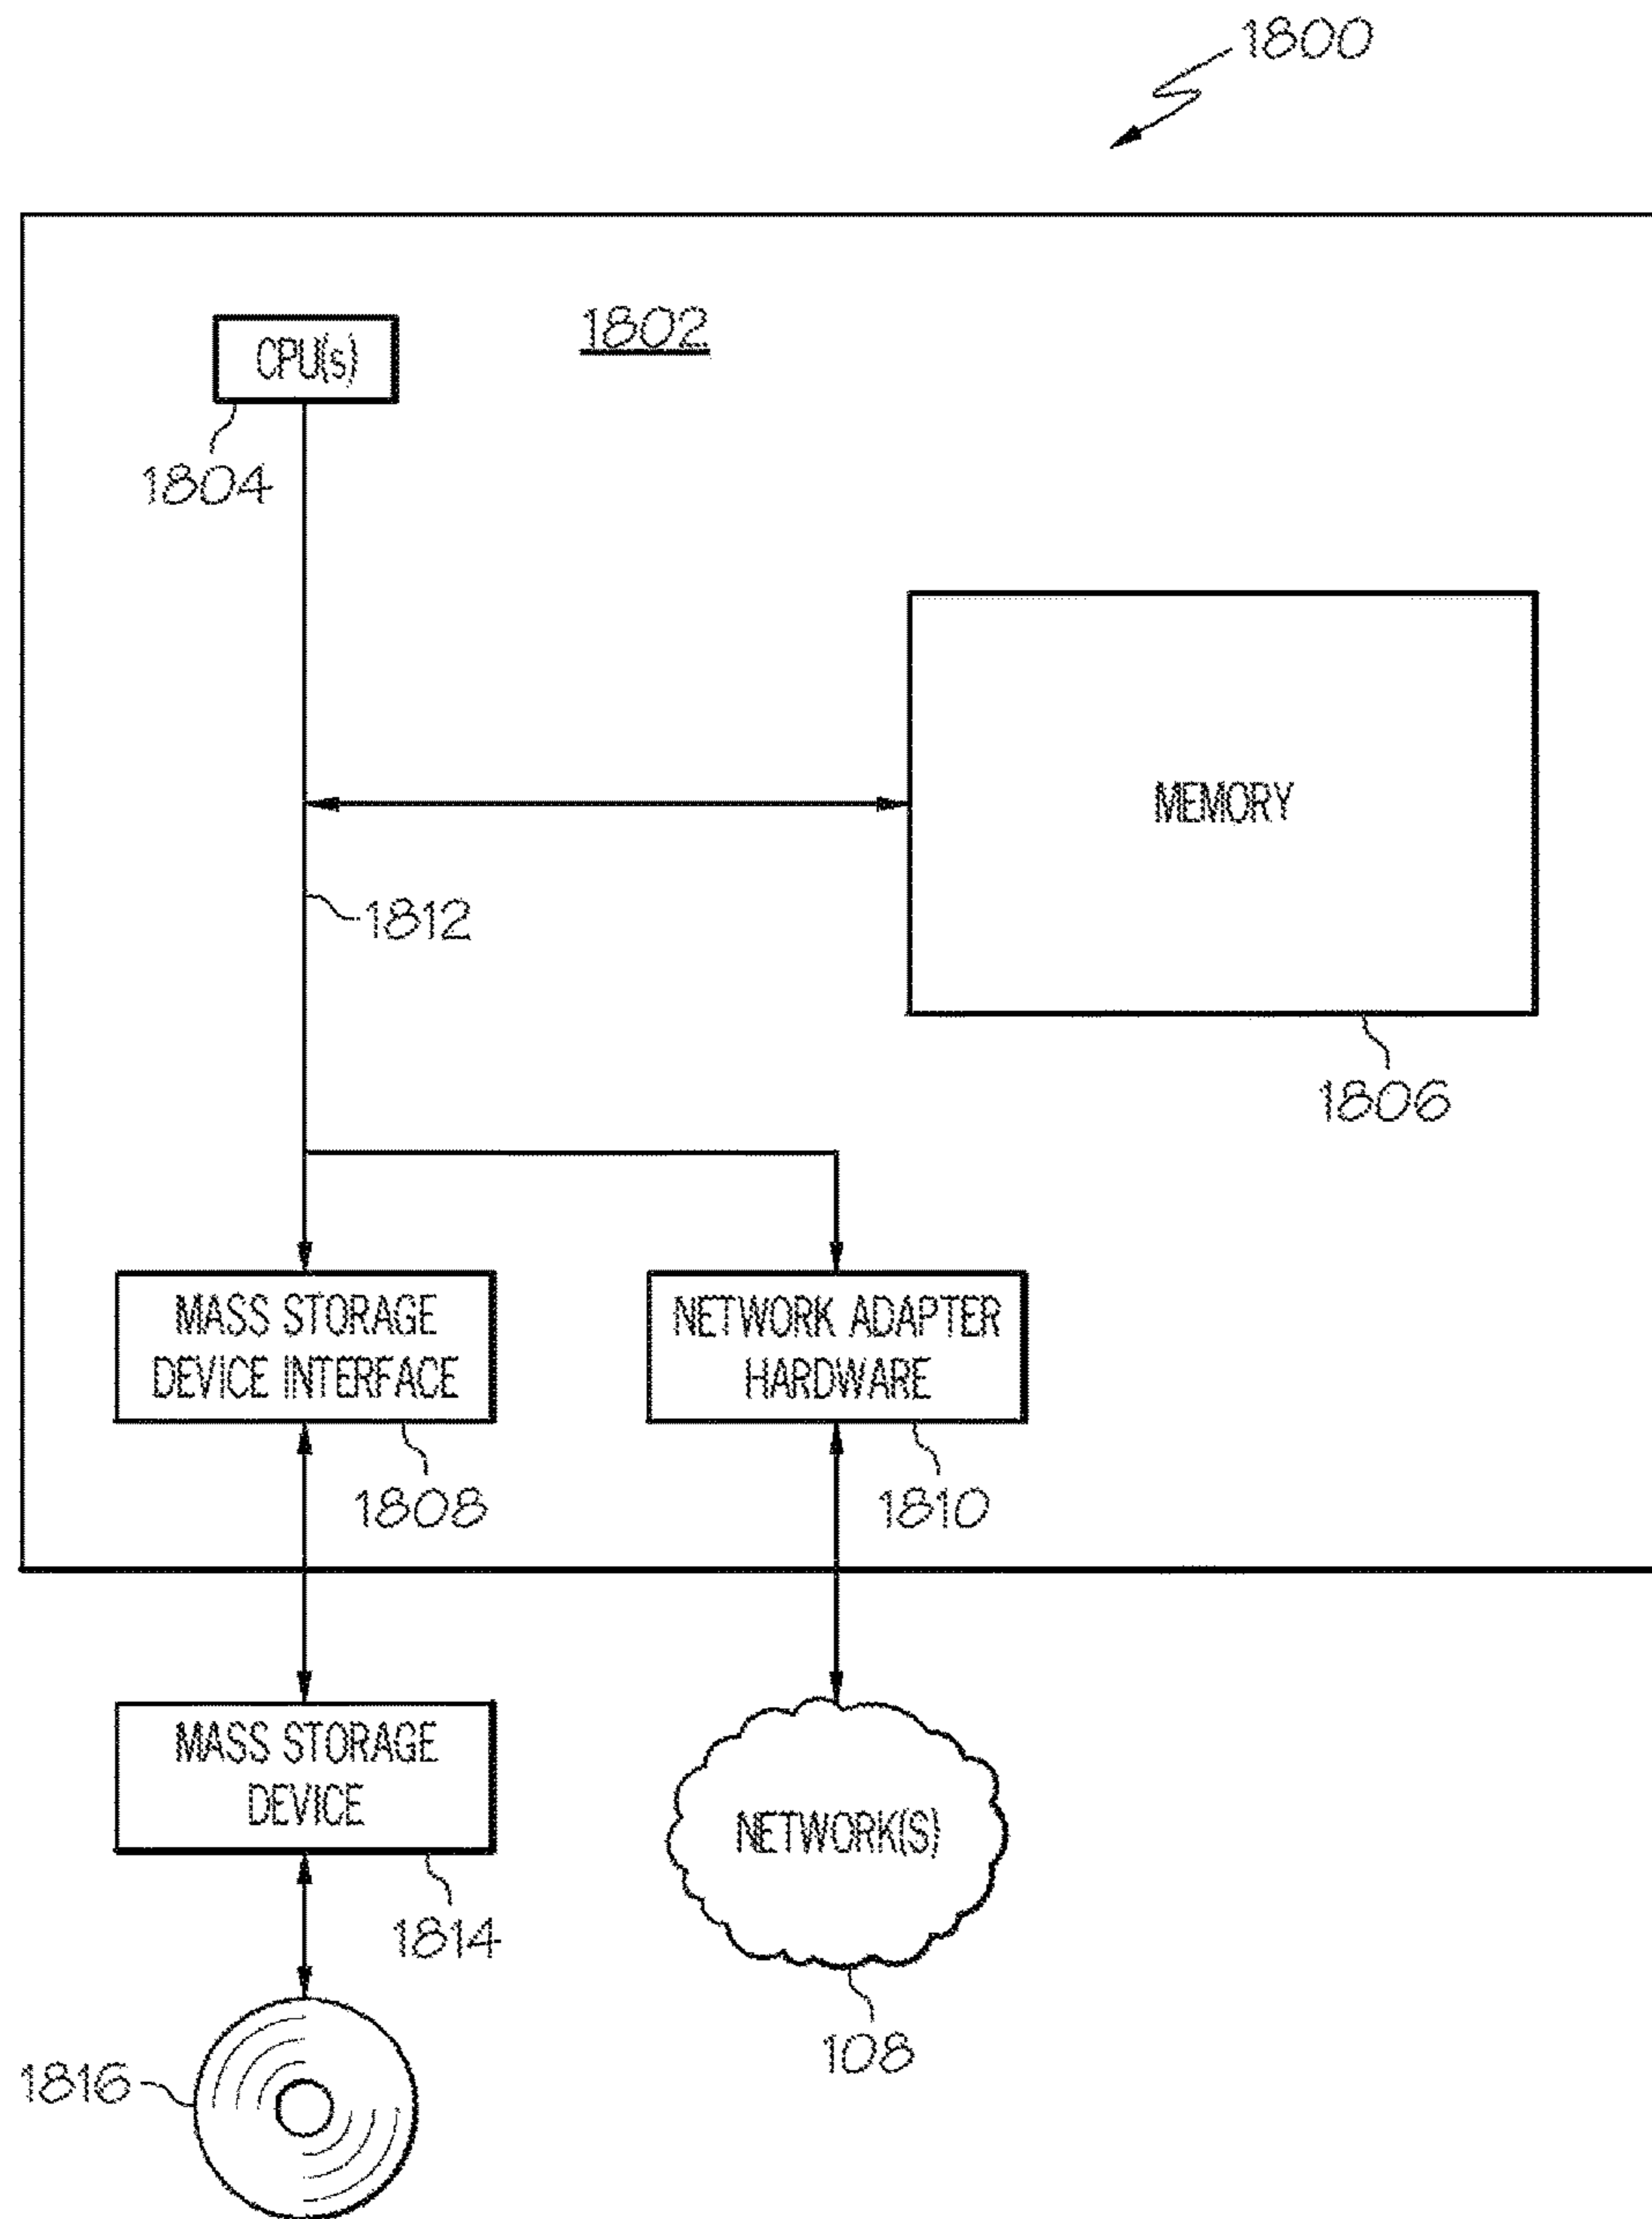 1800
1802
CPU(s)
1804
MEMORY
1812
1806
MASS STORAGE
DEVICE INTERFACE
NETWORK ADAPTER
HARDWARE
1808
1810
MASS STORAGE
DEVICE
NETWORK(S)
1814
108
1816